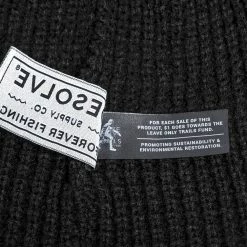 ESOLVE
SUPPLY CO.
FOREVER FISHING
FOR EACH SALE OF THIS
PRODUCT, $1 GOES TOWARDS THE
LEAVE ONLY TRAILS FUND.
PROMOTING SUSTAINABILITY &
ENVIRONMENTAL RESTORATION.